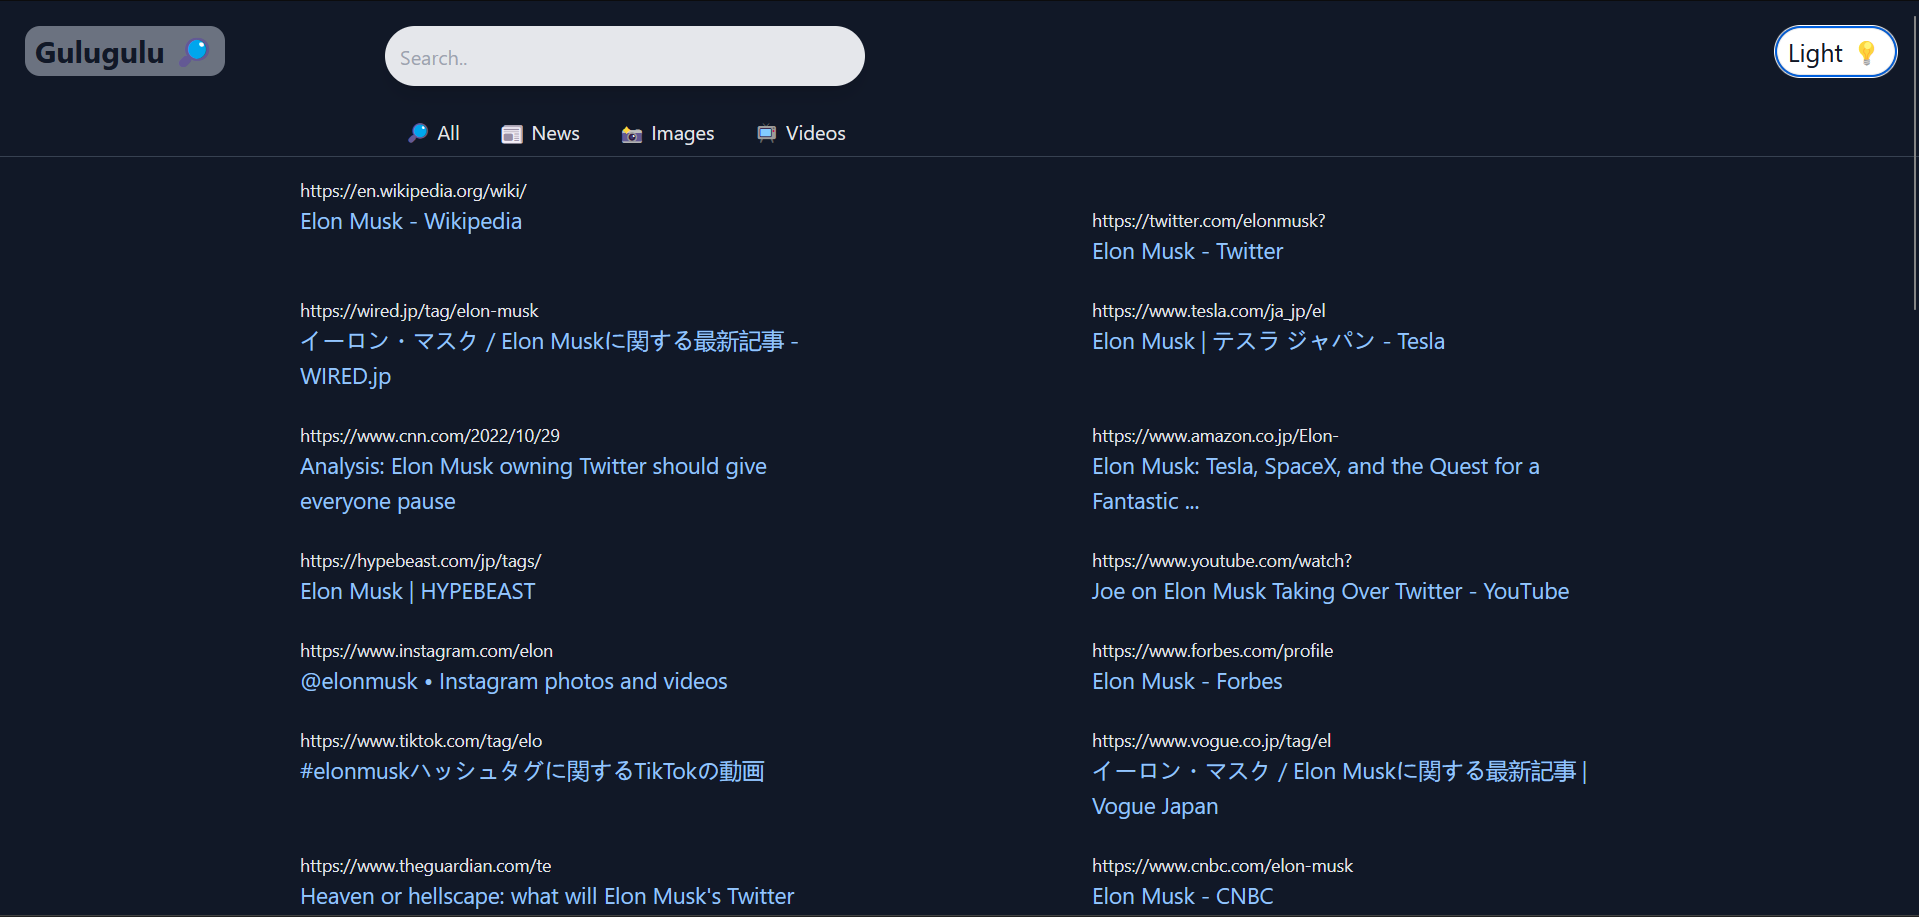 Gulugulu
Search..
Light
All
News
Images
Videos
https://en.wikipedia.org/wiki/
Elon Musk - Wikipedia
https://twitter.com/elonmusk?
Elon Musk - Twitter
https://wired.jp/tag/elon-musk
イーロン・マスク / Elon Muskに関する最新記事 -
WIRED.jp
https://www.tesla.com/ja_jp/el
Elon Musk | テスラ ジャパン - Tesla
https://www.cnn.com/2022/10/29
Analysis: Elon Musk owning Twitter should give
everyone pause
https://www.amazon.co.jp/Elon-
Elon Musk: Tesla, SpaceX, and the Quest for a
Fantastic ...
https://hypebeast.com/jp/tags/
Elon Musk | HYPEBEAST
https://www.youtube.com/watch?
Joe on Elon Musk Taking Over Twitter - YouTube
https://www.instagram.com/elon
@elonmusk • Instagram photos and videos
https://www.forbes.com/profile
Elon Musk - Forbes
https://www.tiktok.com/tag/elo
#elonmuskハッシュタグに関するTikTokの動画
https://www.vogue.co.jp/tag/el
イーロン・マスク / Elon Muskに関する最新記事 |
Vogue Japan
https://www.theguardian.com/te
Heaven or hellscape: what will Elon Musk's Twitter
https://www.cnbc.com/elon-musk
Elon Musk - CNBC